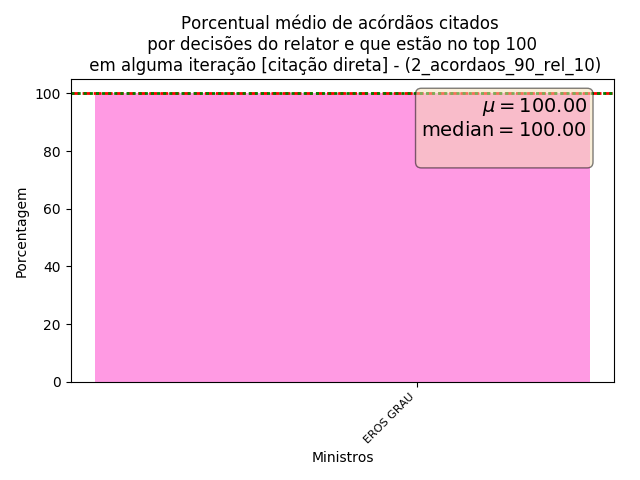 Porcentual médio de acórdãos citados
por decisões do relator e que estão no top 100
em alguma iteração [citação direta] - (2_acordaos_90_rel_10)
100
80
60
40
20
0
Porcentagem
μ = 100.00
median = 100.00
EROS GRAU
Ministros